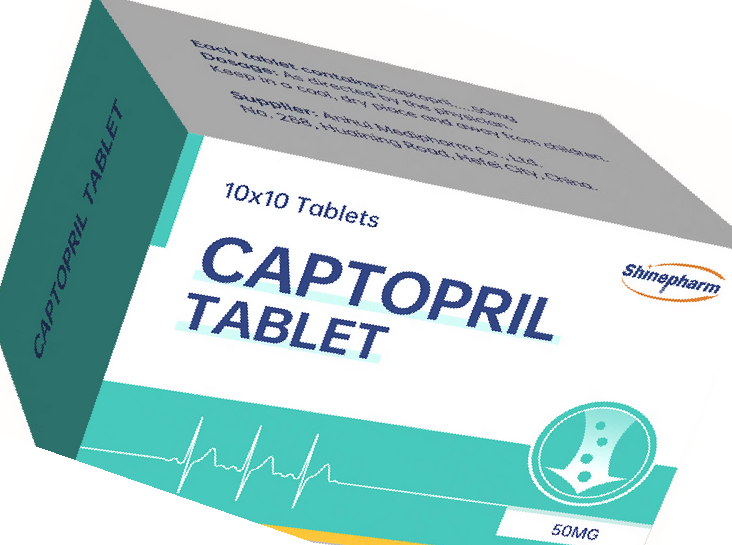 Each tablet contains:Captopril....50mg
Dosage: As directed by the physician.
Keep in a cool, dry place and away from children.
Supplier: Anhui Medipharm Co., Ltd.
No. 288, Huaining Road, Hefei City, China.
CAPTOPRIL TABLET
10x10 Tablets
CAPTOPRIL
TABLET
Shinepharm
50MG